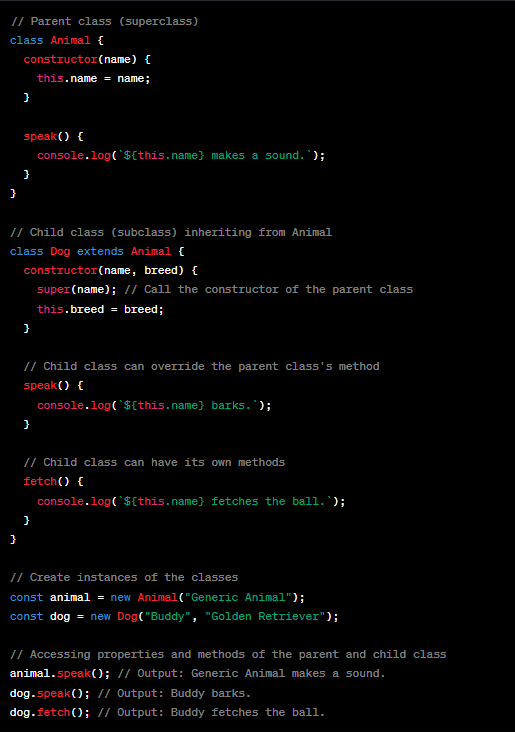 // Parent class (superclass)
class Animal {
  constructor(name) {
    this.name = name;
  }

  speak() {
    console.log(`${this.name} makes a sound.`);
  }
}

// Child class (subclass) inheriting from Animal
class Dog extends Animal {
  constructor(name, breed) {
    super(name); // Call the constructor of the parent class
    this.breed = breed;
  }

  // Child class can override the parent class's method
  speak() {
    console.log(`${this.name} barks.`);
  }

  // Child class can have its own methods
  fetch() {
    console.log(`${this.name} fetches the ball.`);
  }
}

// Create instances of the classes
const animal = new Animal("Generic Animal");
const dog = new Dog("Buddy", "Golden Retriever");

// Accessing properties and methods of the parent and child class
animal.speak(); // Output: Generic Animal makes a sound.
dog.speak(); // Output: Buddy barks.
dog.fetch(); // Output: Buddy fetches the ball.